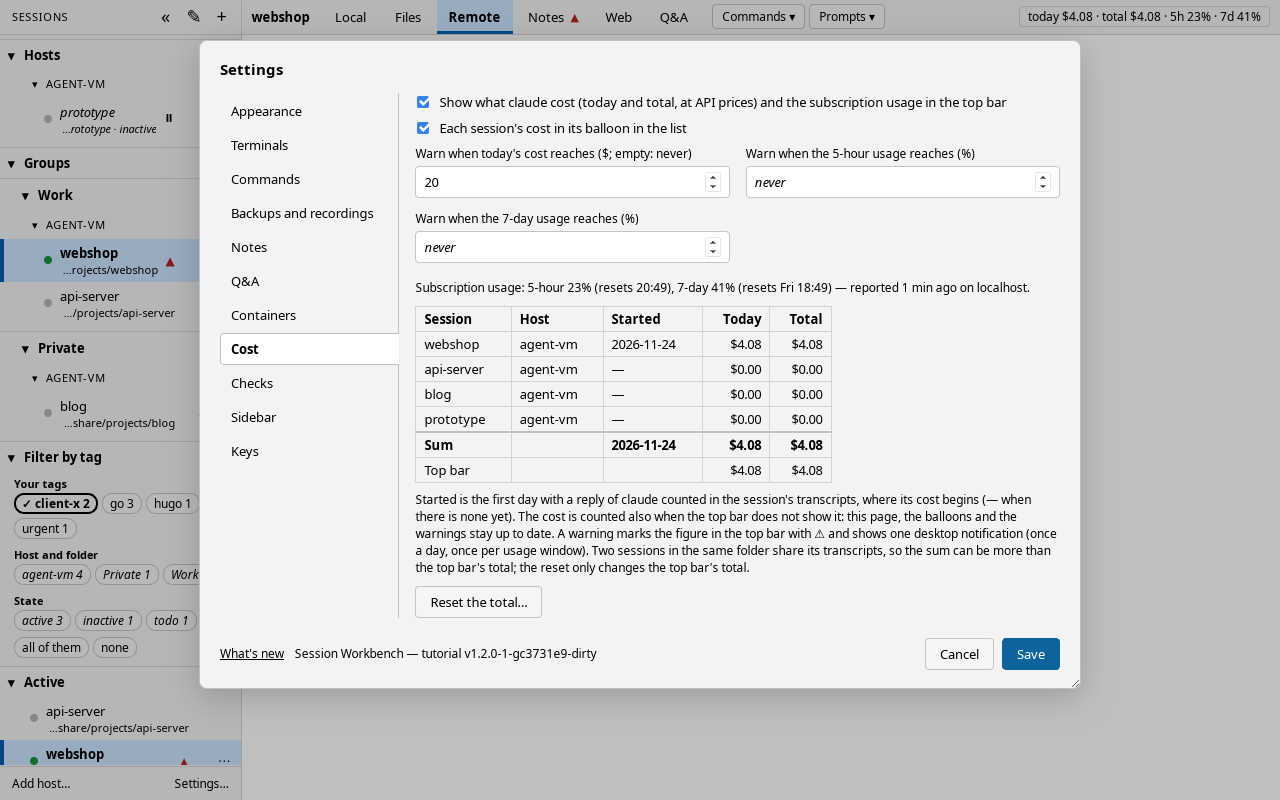 SESSIONS « ✎ +
webshop Local Files Remote Notes ▲ Web Q&A Commands ▾ Prompts ▾ today $4.08 · total $4.08 · 5h 23% · 7d 41%
▼ Hosts
▼ AGENT-VM
prototype
...rototype · inactive
Groups
Work
AGENT-VM
webshop
...rojects/webshop
api-server
.../projects/api-server
Private
AGENT-VM
blog
...share/projects/blog
Filter by tag
Your tags
✓ client-x 2 go 3 hugo 1
urgent 1
Host and folder
agent-vm 4 Private 1 Work
State
active 3 inactive 1 todo 1
all of them none
Active
api-server
...share/projects/api-server
webshop ...
Add host... Settings...
Settings
Appearance
Terminals
Commands
Backups and recordings
Notes
Q&A
Containers
Cost
Checks
Sidebar
Keys
Show what claude cost (today and total, at API prices) and the subscription usage in the top bar
Each session's cost in its balloon in the list
Warn when today's cost reaches ($; empty: never) Warn when the 5-hour usage reaches (%)
20 never
Warn when the 7-day usage reaches (%)
never
Subscription usage: 5-hour 23% (resets 20:49), 7-day 41% (resets Fri 18:49) — reported 1 min ago on localhost.
Session Host Started Today Total
webshop agent-vm 2026-11-24 $4.08 $4.08
api-server agent-vm — $0.00 $0.00
blog agent-vm — $0.00 $0.00
prototype agent-vm — $0.00 $0.00
Sum 2026-11-24 $4.08 $4.08
Top bar $4.08 $4.08
Started is the first day with a reply of claude counted in the session's transcripts, where its cost begins (— when
there is none yet). The cost is counted also when the top bar does not show it: this page, the balloons and the
warnings stay up to date. A warning marks the figure in the top bar with ⚠ and shows one desktop notification (once
a day, once per usage window). Two sessions in the same folder share its transcripts, so the sum can be more than
the top bar's total; the reset only changes the top bar's total.
Reset the total...
What's new Session Workbench — tutorial v1.2.0-1-gc3731e9-dirty
Cancel Save